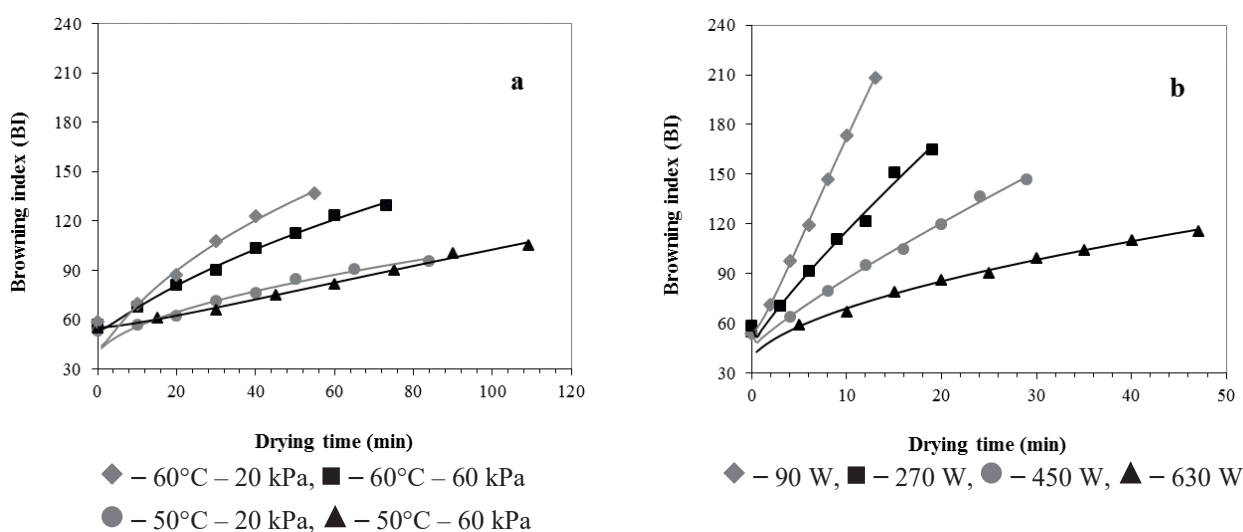 240
210
180
150
120
90
60
30
0 20 40 60 80 100 120
Browning index (BI)
a
Drying time (min)
– 60°C – 20 kPa, – 60°C – 60 kPa
– 50°C – 20 kPa, – 50°C – 60 kPa
240
210
180
150
120
90
60
30
0 10 20 30 40 50
Browning index (BI)
b
Drying time (min)
– 90 W, – 270 W, – 450 W, – 630 W